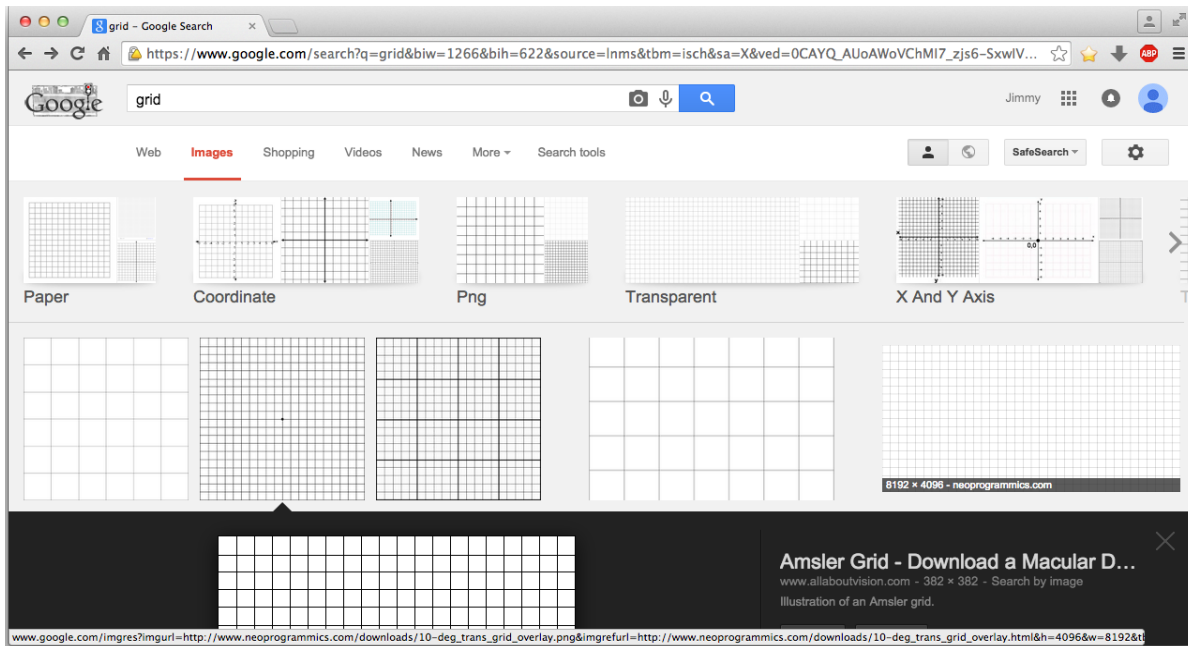 grid - Google Search
https://www.google.com/search?q=grid&biw=1266&bih=622&source=lnms&tbm=isch&sa=X&ved=0CAYQ_AUoAWoVChMI7_zjs6-SxwIV...
ABP
Google
grid
Jimmy
Web Images Shopping Videos News More Search tools
SafeSearch
Paper Coordinate Png Transparent X And Y Axis
8192 × 4096 - neoprogrammics.com
Amsler Grid - Download a Macular D...
www.allaboutvision.com - 382 × 382 - Search by image
Illustration of an Amsler grid.
www.google.com/imgres?imgurl=http://www.neoprogrammics.com/downloads/10-deg_trans_grid_overlay.png&imgrefurl=http://www.neoprogrammics.com/downloads/10-deg_trans_grid_overlay.html&h=4096&w=8192&t